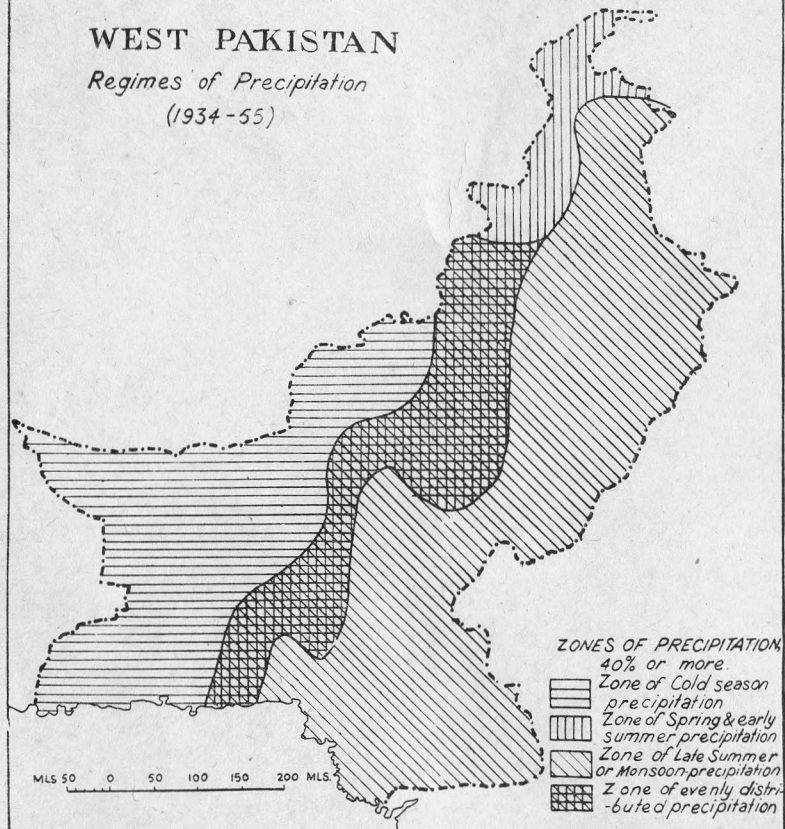 WEST PAKISTAN
Regimes of Precipitation
(1934-55)
ZONES OF PRECIPITATION,
40% or more.
Zone of Cold season
precipitation
Zone of Spring & early
summer precipitation
Zone of Late Summer
or Monsoon-precipitation
Zone of evenly distri-
-buted precipitation
MLS 50 0 50 100 150 200 MLS.